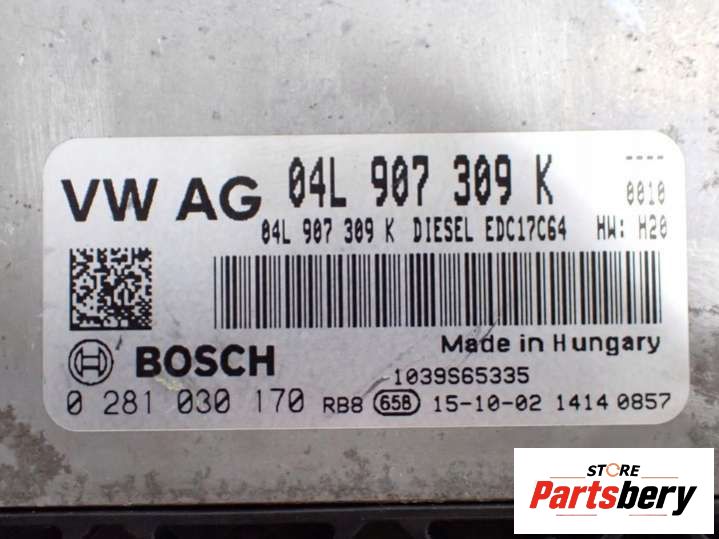 VW AG 04L 907 309 K ----
0010
04L 907 309 K DIESEL EDC17C64 HW: H20
Made in Hungary
BOSCH
1039S65335
0 281 030 170 RB8 65B 15-10-02 1414 0857
STORE
Partsbery